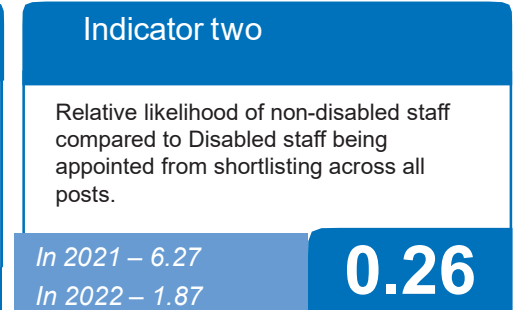 Indicator two
Relative likelihood of non-disabled staff
compared to Disabled staff being
appointed from shortlisting across all
posts.
In 2021 – 6.27
In 2022 – 1.87
0.26